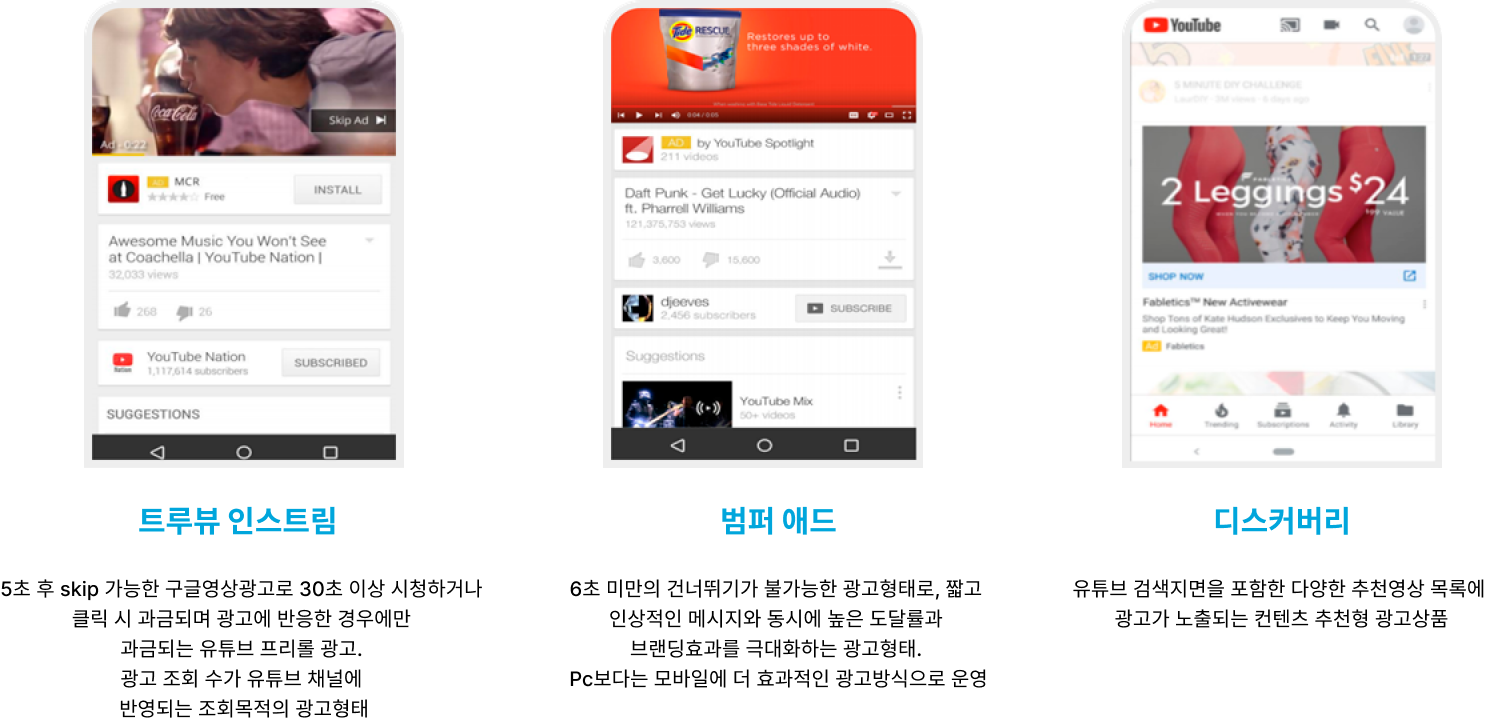 Coca-Cola
Skip Ad
Ad - 0:22
AD MCR
Free
INSTALL
Awesome Music You Won't See
at Coachella | YouTube Nation |
32,033 views
268 26
YouTube Nation
1,117,614 subscribers
SUBSCRIBED
SUGGESTIONS
트루뷰 인스트림
5초 후 skip 가능한 구글영상광고로 30초 이상 시청하거나
클릭 시 과금되며 광고에 반응한 경우에만
과금되는 유튜브 프리롤 광고.
광고 조회 수가 유튜브 채널에
반영되는 조회목적의 광고형태
Tide RESCUE
Restores up to
three shades of white.
0:04 / 0:05
AD by YouTube Spotlight
211 videos
Daft Punk - Get Lucky (Official Audio)
ft. Pharrell Williams
121,375,753 views
3,600 15,600
djeeves
2,456 subscribers
SUBSCRIBE
Suggestions
YouTube Mix
50+ videos
범퍼 애드
6초 미만의 건너뛰기가 불가능한 광고형태로, 짧고
인상적인 메시지와 동시에 높은 도달률과
브랜딩효과를 극대화하는 광고형태.
Pc보다는 모바일에 더 효과적인 광고방식으로 운영
YouTube
5 MINUTE DIY CHALLENGE
LaurDIY · 3M views · 6 days ago
FABLETICS
2 Leggings $24
VALUE
SHOP NOW
Fabletics™ New Activewear
Shop Tons of Kate Hudson Exclusives to Keep You Moving
and Looking Great!
Ad Fabletics
Home Trending Subscriptions Activity Library
디스커버리
유튜브 검색지면을 포함한 다양한 추천영상 목록에
광고가 노출되는 컨텐츠 추천형 광고상품